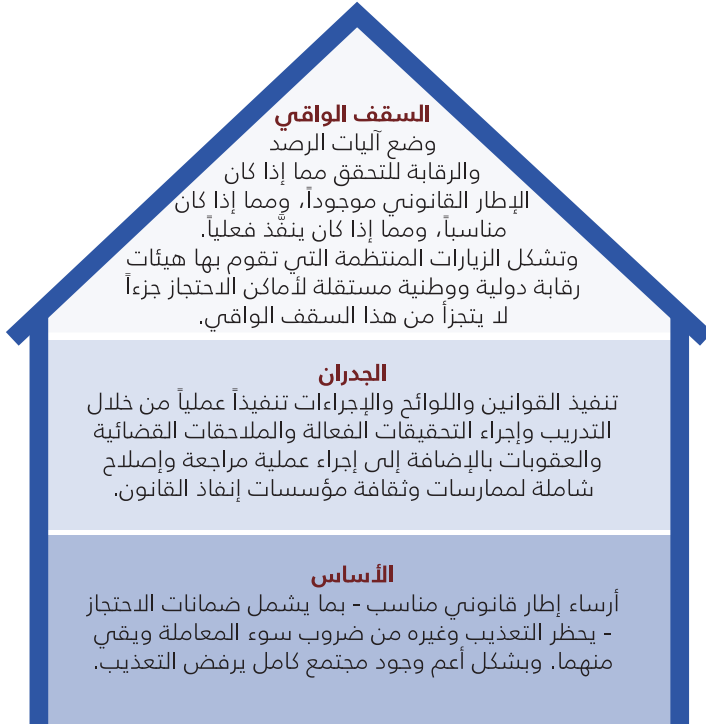 السقف الواقي
وضع آليات الرصد
والرقابة للتحقق مما إذا كان
الإطار القانوني موجوداً، ومما إذا كان
مناسباً، ومما إذا كان ينفَّذ فعلياً.
وتشكل الزيارات المنتظمة التي تقوم بها هيئات
رقابة دولية ووطنية مستقلة لأماكن الاحتجاز جزءاً
لا يتجزأ من هذا السقف الواقي.
الجدران
تنفيذ القوانين واللوائح والإجراءات تنفيذاً عملياً من خلال
التدريب وإجراء التحقيقات الفعالة والملاحقات القضائية
والعقوبات بالإضافة إلى إجراء عملية مراجعة وإصلاح
شاملة لممارسات وثقافة مؤسسات إنفاذ القانون.
الأساس
أرساء إطار قانوني مناسب - بما يشمل ضمانات الاحتجاز
- يحظر التعذيب وغيره من ضروب سوء المعاملة ويقي
منهما. وبشكل أعم وجود مجتمع كامل يرفض التعذيب.